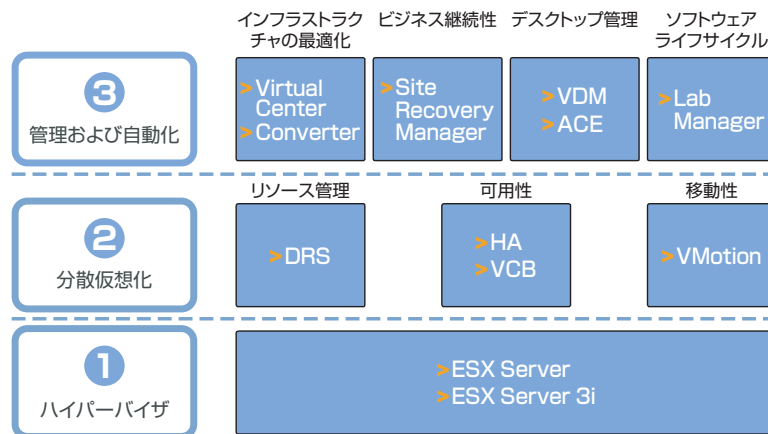 インフラストラク
チャの最適化
ビジネス継続性
デスクトップ管理
ソフトウェア
ライフサイクル
3
管理および自動化
>Virtual
Center
>Converter
>Site
Recovery
Manager
>VDM
>ACE
>Lab
Manager
リソース管理
可用性
移動性
2
分散仮想化
>DRS
>HA
>VCB
>VMotion
1
ハイパーバイザ
>ESX Server
>ESX Server 3i